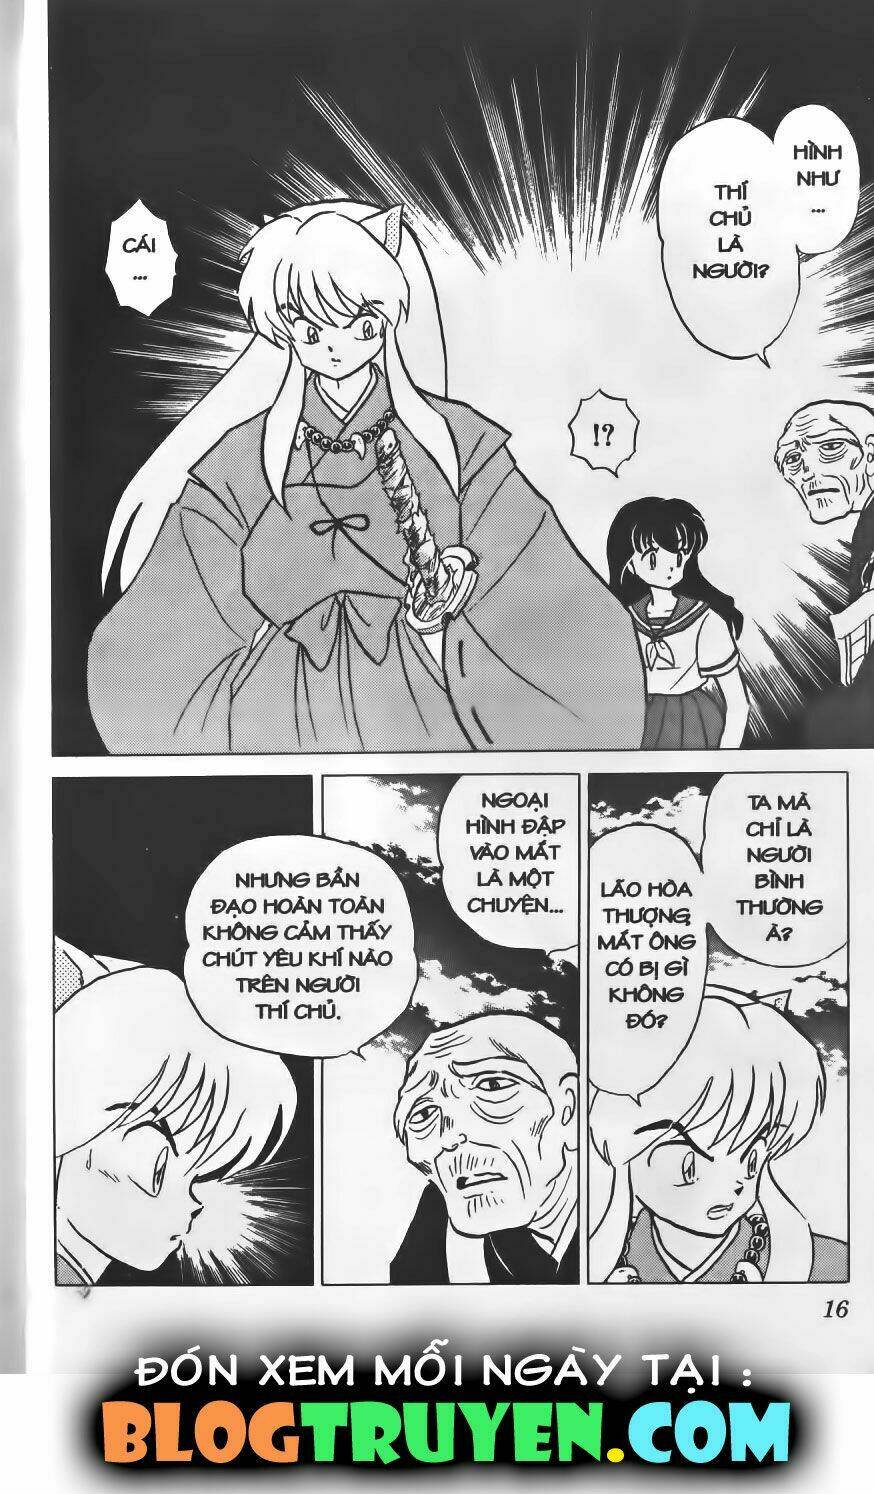 HÌNH
NHƯ
...
THÍ
CHỦ
LÀ
NGƯỜI?
CÁI
...
!?
TA MÀ
CHỈ LÀ
NGƯỜI
BÌNH
THƯỜNG
À?
LÃO HÒA
THƯỢNG,
MẮT ÔNG
CÓ BỊ GÌ
KHÔNG
ĐÓ?
NGOẠI
HÌNH ĐẬP
VÀO MẮT
LÀ MỘT
CHUYỆN...
NHƯNG BẦN
ĐẠO HOÀN TOÀN
KHÔNG CẢM THẤY
CHÚT YÊU KHÍ NÀO
TRÊN NGƯỜI
THÍ CHỦ.
16
ĐÓN XEM MỖI NGÀY TẠI :
BLOGTRUYEN.COM